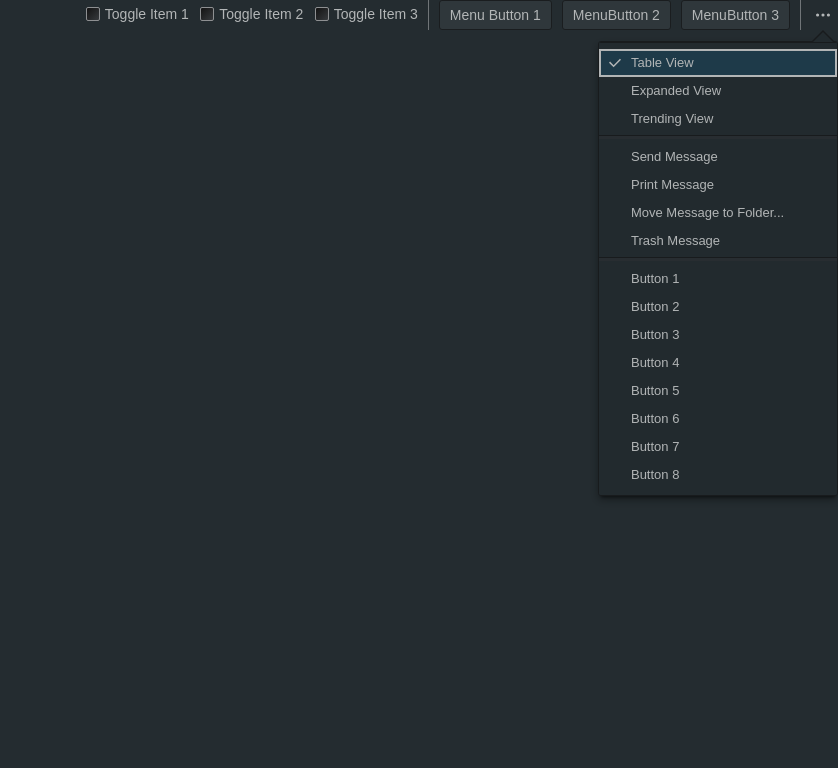 Toggle Item 1 Toggle Item 2 Toggle Item 3 Menu Button 1 MenuButton 2 MenuButton 3
Table View
Expanded View
Trending View
Send Message
Print Message
Move Message to Folder...
Trash Message
Button 1
Button 2
Button 3
Button 4
Button 5
Button 6
Button 7
Button 8